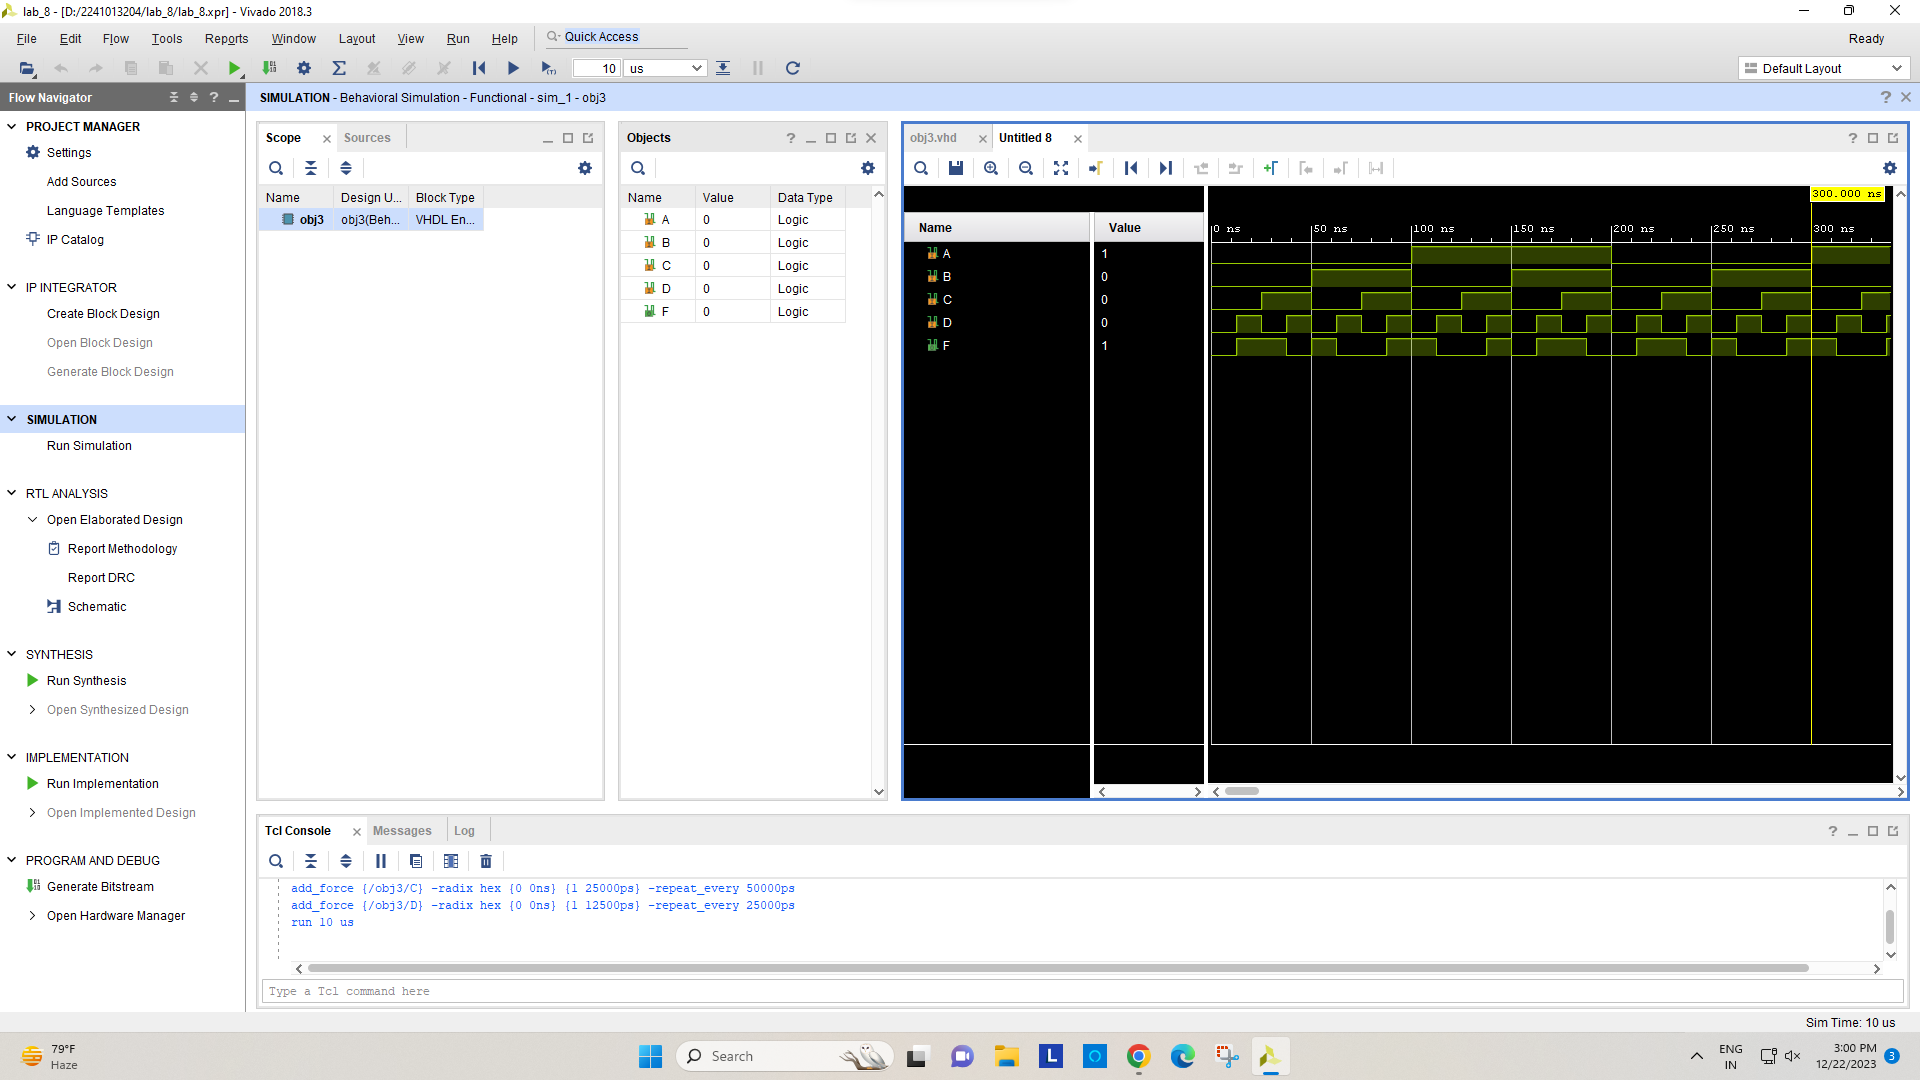 lab_8 - [D:/2241013204/lab_8/lab_8.xpr] - Vivado 2018.3
File Edit Flow Tools Reports Window Layout View Run Help Quick Access
Ready
10 us
Default Layout
Flow Navigator
SIMULATION - Behavioral Simulation - Functional - sim_1 - obj3
PROJECT MANAGER
Settings
Add Sources
Language Templates
IP Catalog
IP INTEGRATOR
Create Block Design
Open Block Design
Generate Block Design
SIMULATION
Run Simulation
RTL ANALYSIS
Open Elaborated Design
Report Methodology
Report DRC
Schematic
SYNTHESIS
Run Synthesis
Open Synthesized Design
IMPLEMENTATION
Run Implementation
Open Implemented Design
PROGRAM AND DEBUG
Generate Bitstream
Open Hardware Manager
Scope Sources
Name Design U... Block Type
obj3 obj3(Beh... VHDL En...
Objects
Name Value Data Type
A 0 Logic
B 0 Logic
C 0 Logic
D 0 Logic
F 0 Logic
obj3.vhd Untitled 8
300.000 ns
Name Value
0 ns 50 ns 100 ns 150 ns 200 ns 250 ns 300 ns
A 1
B 0
C 0
D 0
F 1
Tcl Console Messages Log
add_force {/obj3/C} -radix hex {0 0ns} {1 25000ps} -repeat_every 50000ps
add_force {/obj3/D} -radix hex {0 0ns} {1 12500ps} -repeat_every 25000ps
run 10 us
Type a Tcl command here
Sim Time: 10 us
79°F
Haze
Search
L
ENG
IN
3:00 PM
12/22/2023
3